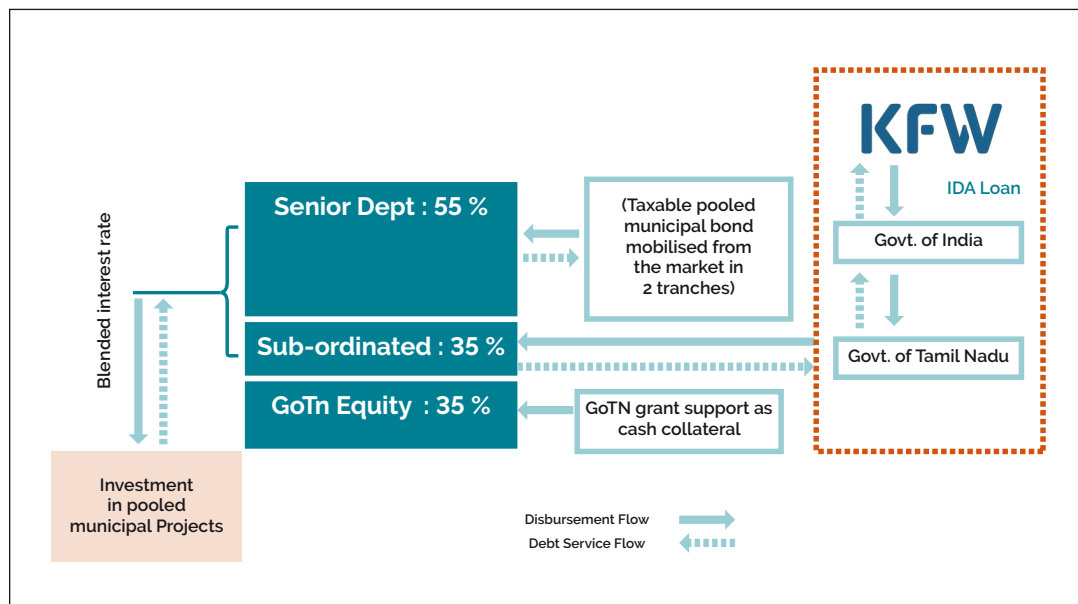 KFW
IDA Loan
Senior Dept : 55 %
(Taxable pooled
municipal bond
mobilised from
the market in
2 tranches)
Govt. of India
Blended interest rate
Sub-ordinated : 35 %
Govt. of Tamil Nadu
GoTn Equity : 35 %
GoTN grant support as
cash collateral
Investment
in pooled
municipal Projects
Disbursement Flow
Debt Service Flow